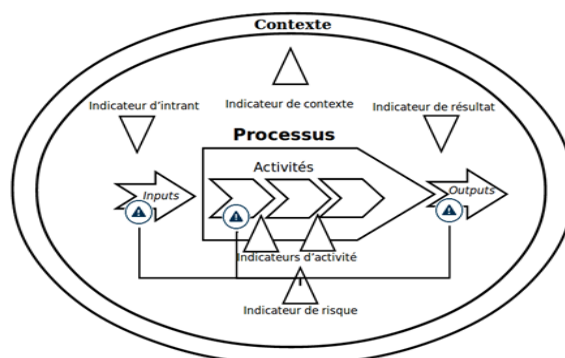 Contexte
Indicateur d’intrant
Indicateur de contexte
Indicateur de résultat
Processus
Activités
Inputs
Outputs
Indicateurs d’activité
Indicateur de risque